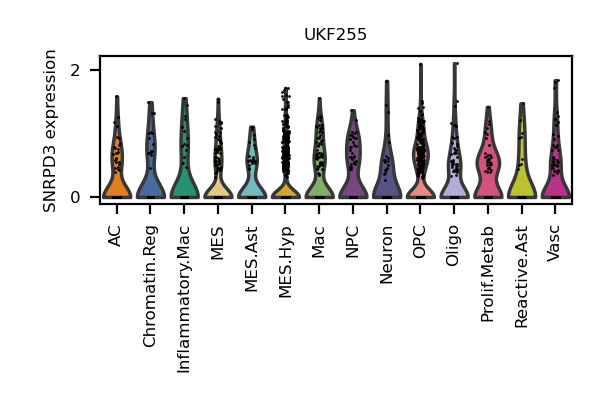 UKF255
SNRPD3 expression
2
0
AC
Chromatin.Reg
Inflammatory.Mac
MES
MES.Ast
MES.Hyp
Mac
NPC
Neuron
OPC
Oligo
Prolif.Metab
Reactive.Ast
Vasc